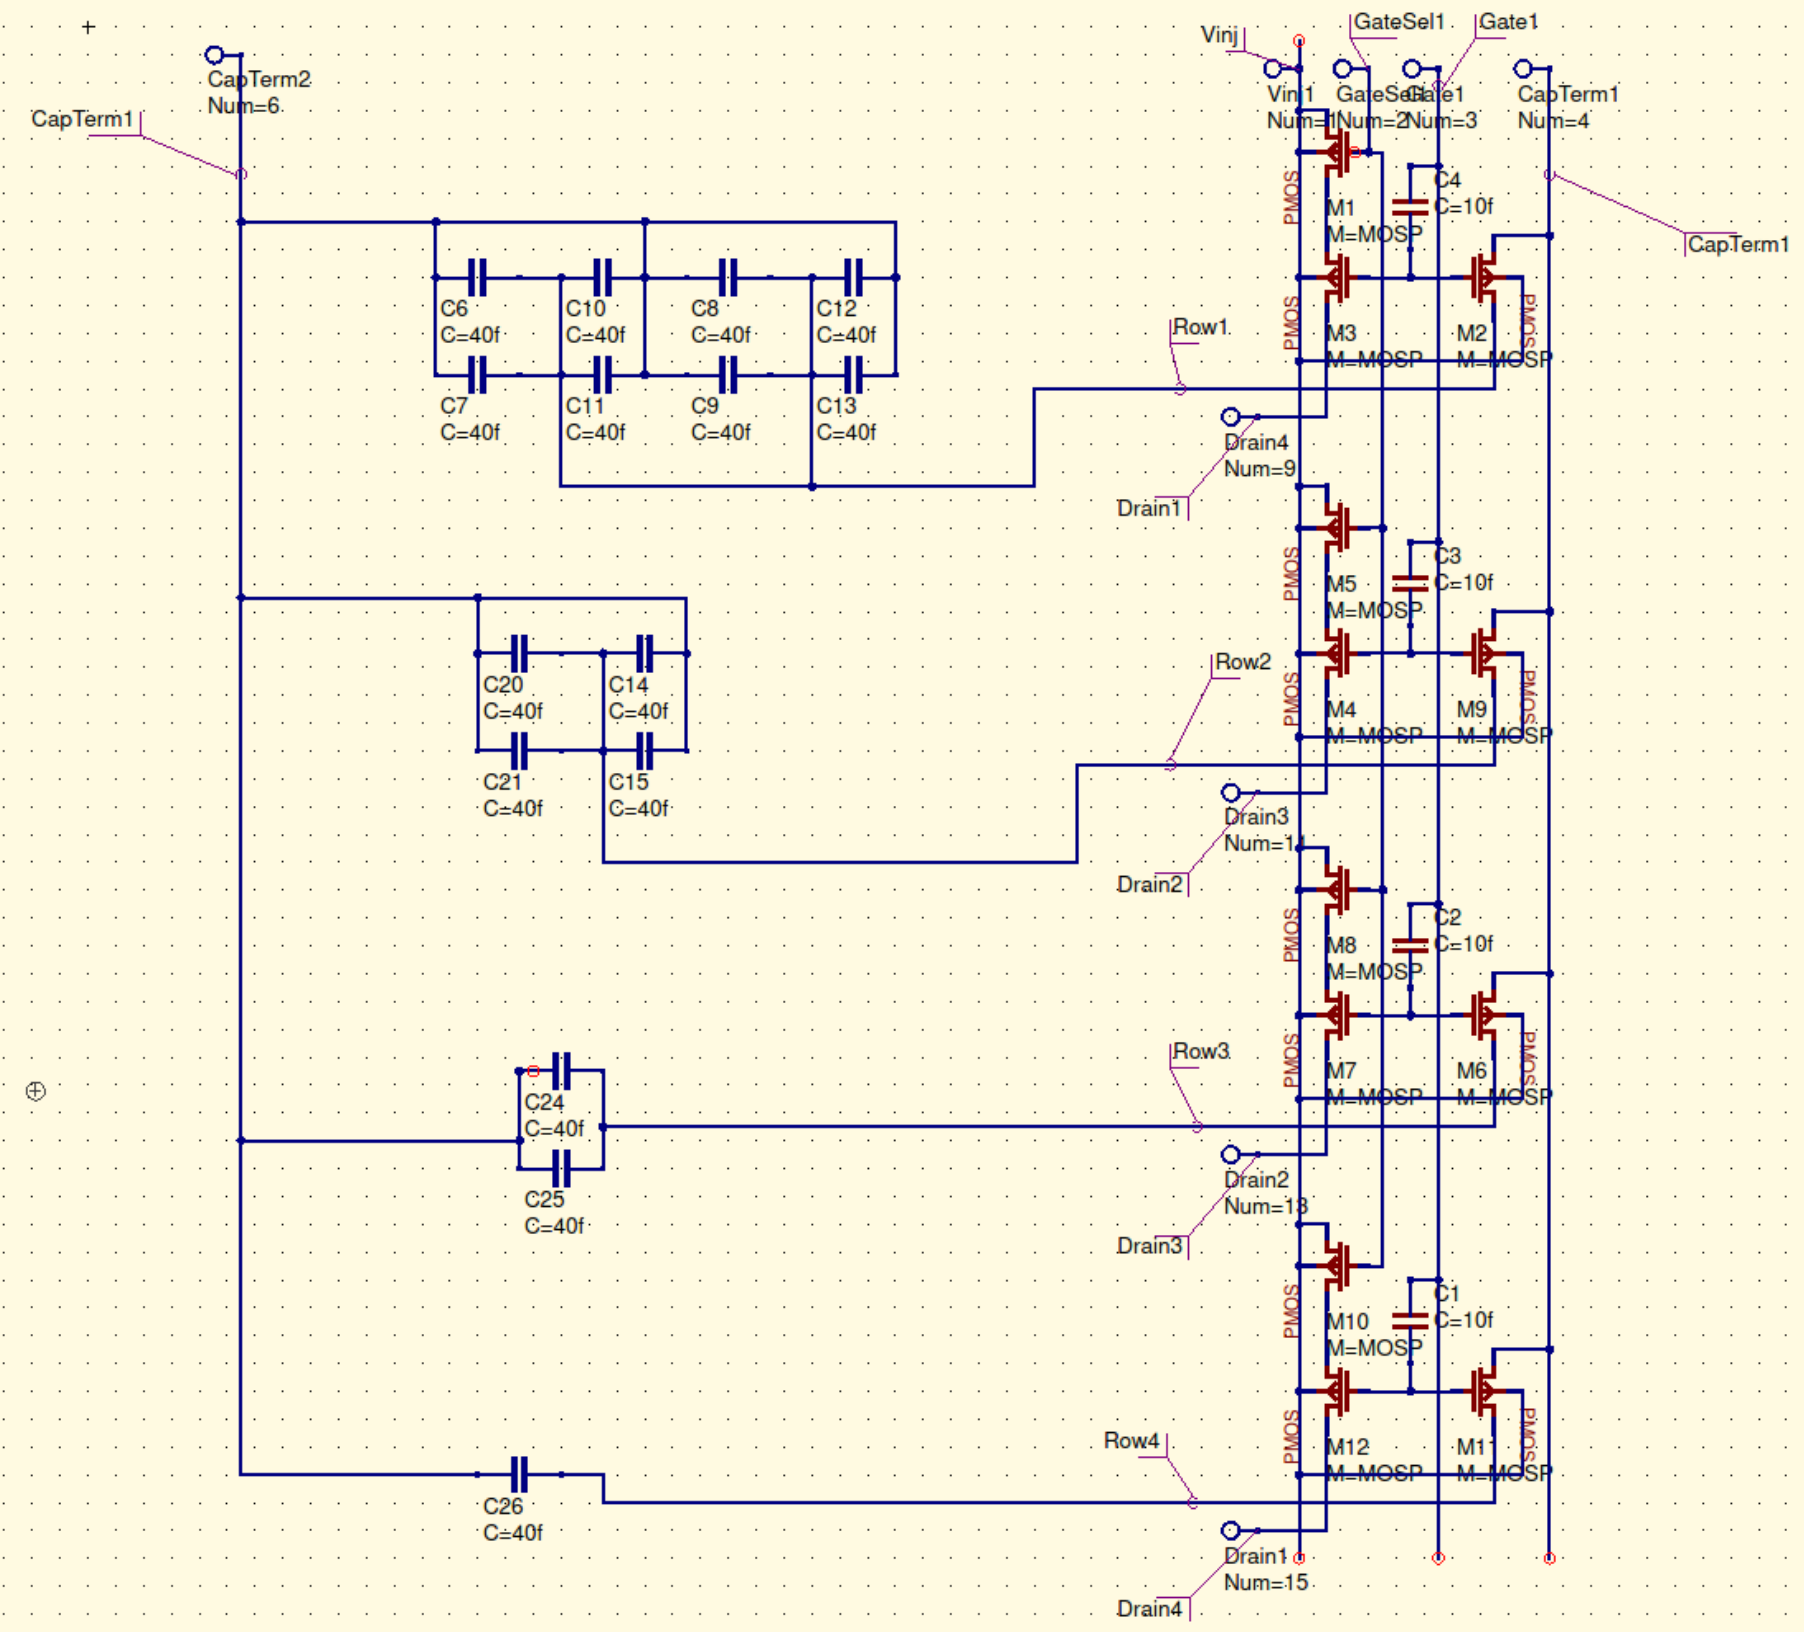 Vinj
GateSel1
Gate1
CapTerm2
Num=6
CapTerm1
Vinj1
Num=1
GateSel1
Num=2
Gate1
Num=3
CapTerm1
Num=4
CapTerm1
PMOS
M1
M=MOSP
C4
C=10f
PMOS
M3
M=MOSP
M2
M=MOSP
PMOS
C6
C=40f
C10
C=40f
C8
C=40f
C12
C=40f
C7
C=40f
C11
C=40f
C9
C=40f
C13
C=40f
Row1
Drain4
Num=9
Drain1
PMOS
M5
M=MOSP
C3
C=10f
PMOS
M4
M=MOSP
M9
M=MOSP
PMOS
C20
C=40f
C14
C=40f
C21
C=40f
C15
C=40f
Row2
Drain3
Num=14
Drain2
PMOS
M8
M=MOSP
C2
C=10f
PMOS
M7
M=MOSP
M6
M=MOSP
PMOS
Row3
C24
C=40f
C25
C=40f
Drain2
Num=13
Drain3
PMOS
M10
M=MOSP
C1
C=10f
PMOS
M12
M=MOSP
M11
M=MOSP
PMOS
Row4
C26
C=40f
Drain1
Num=15
Drain4